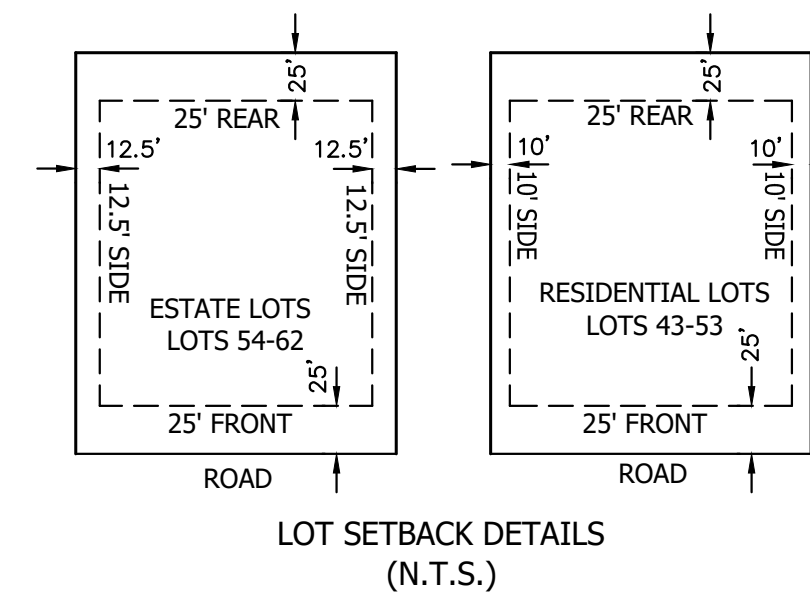 25'
25' REAR
12.5'
12.5'
12.5' SIDE
12.5' SIDE
ESTATE LOTS
LOTS 54-62
25'
25' FRONT
ROAD
25'
25' REAR
10'
10'
10' SIDE
10' SIDE
RESIDENTIAL LOTS
LOTS 43-53
25'
25' FRONT
ROAD
LOT SETBACK DETAILS
(N.T.S.)